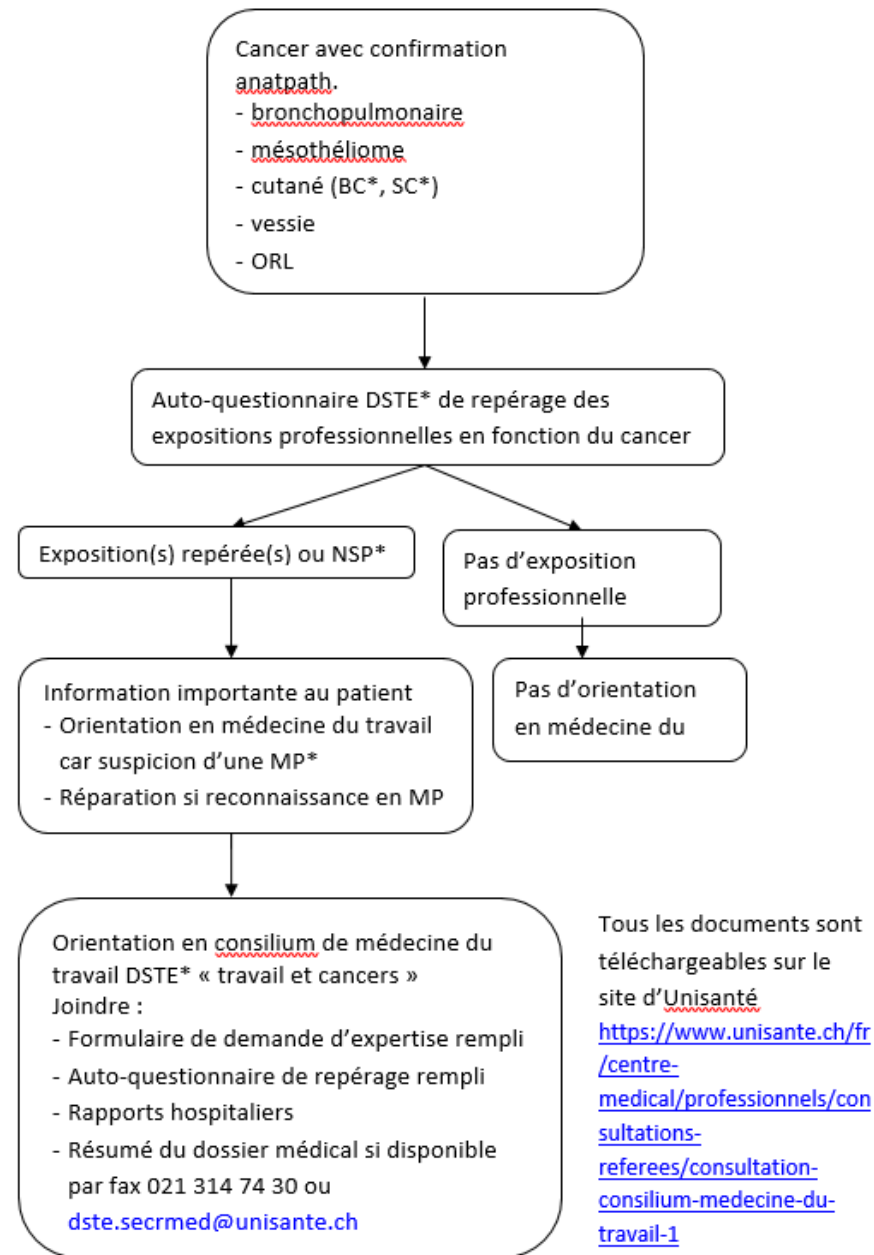 Cancer avec confirmation
anatpath.
- bronchopulmonaire
- mésothéliome
- cutané (BC*, SC*)
- vessie
- ORL
Auto-questionnaire DSTE* de repérage des
expositions professionnelles en fonction du cancer
Exposition(s) repérée(s) ou NSP*
Pas d’exposition
professionnelle
Information importante au patient
- Orientation en médecine du travail
car suspicion d’une MP*
- Réparation si reconnaissance en MP
Pas d’orientation
en médecine du
Orientation en consilium de médecine du
travail DSTE* « travail et cancers »
Joindre :
- Formulaire de demande d’expertise rempli
- Auto-questionnaire de repérage rempli
- Rapports hospitaliers
- Résumé du dossier médical si disponible
par fax 021 314 74 30 ou
dste.secrmed@unisante.ch
Tous les documents sont
téléchargeables sur le
site d’Unisanté
https://www.unisante.ch/fr
/centre-
medical/professionnels/con
sultations-
referees/consultation-
consilium-medecine-du-
travail-1